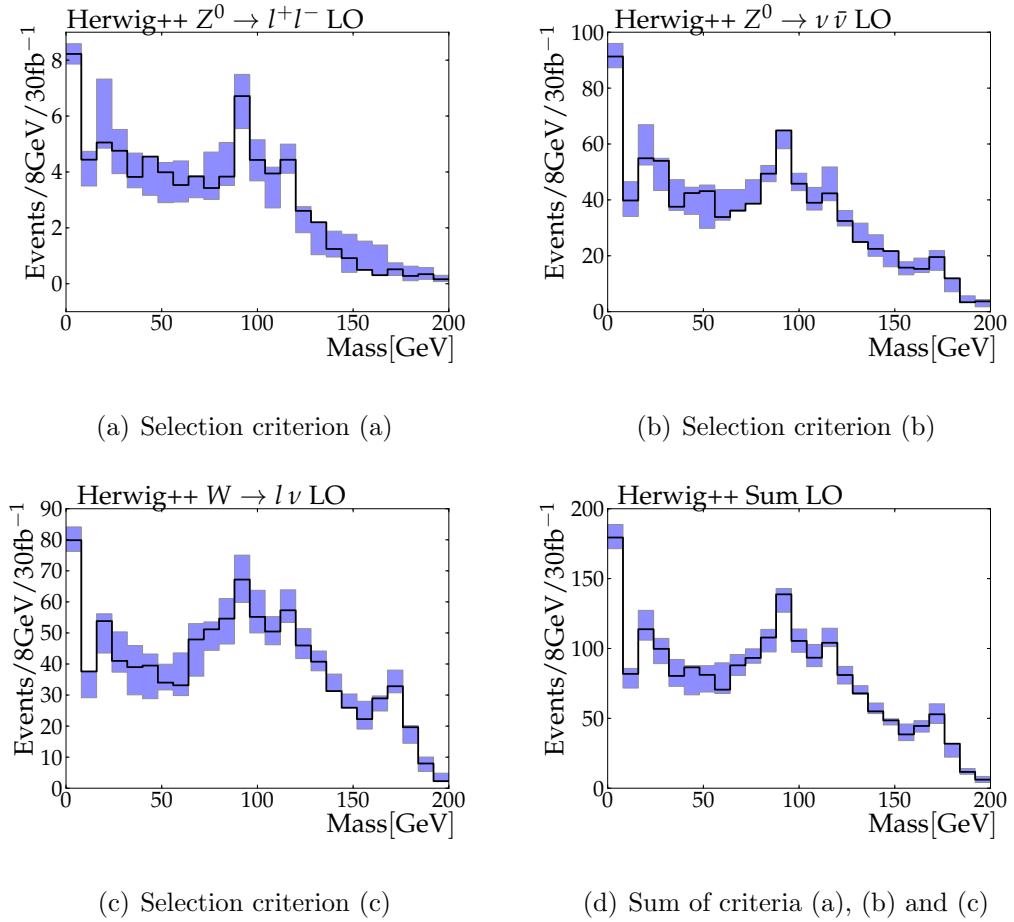 Herwig++ Z⁰ → l⁺l⁻ LO
Events/8GeV/30fb⁻¹
8
6
4
2
0
0 50 100 150 200
Mass[GeV]
(a) Selection criterion (a)
Herwig++ Z⁰ → ν ν̄ LO
Events/8GeV/30fb⁻¹
100
80
60
40
20
0
0 50 100 150 200
Mass[GeV]
(b) Selection criterion (b)
Herwig++ W → l ν LO
Events/8GeV/30fb⁻¹
90
80
70
60
50
40
30
20
10
0
0 50 100 150 200
Mass[GeV]
(c) Selection criterion (c)
Herwig++ Sum LO
Events/8GeV/30fb⁻¹
200
150
100
50
0
0 50 100 150 200
Mass[GeV]
(d) Sum of criteria (a), (b) and (c)